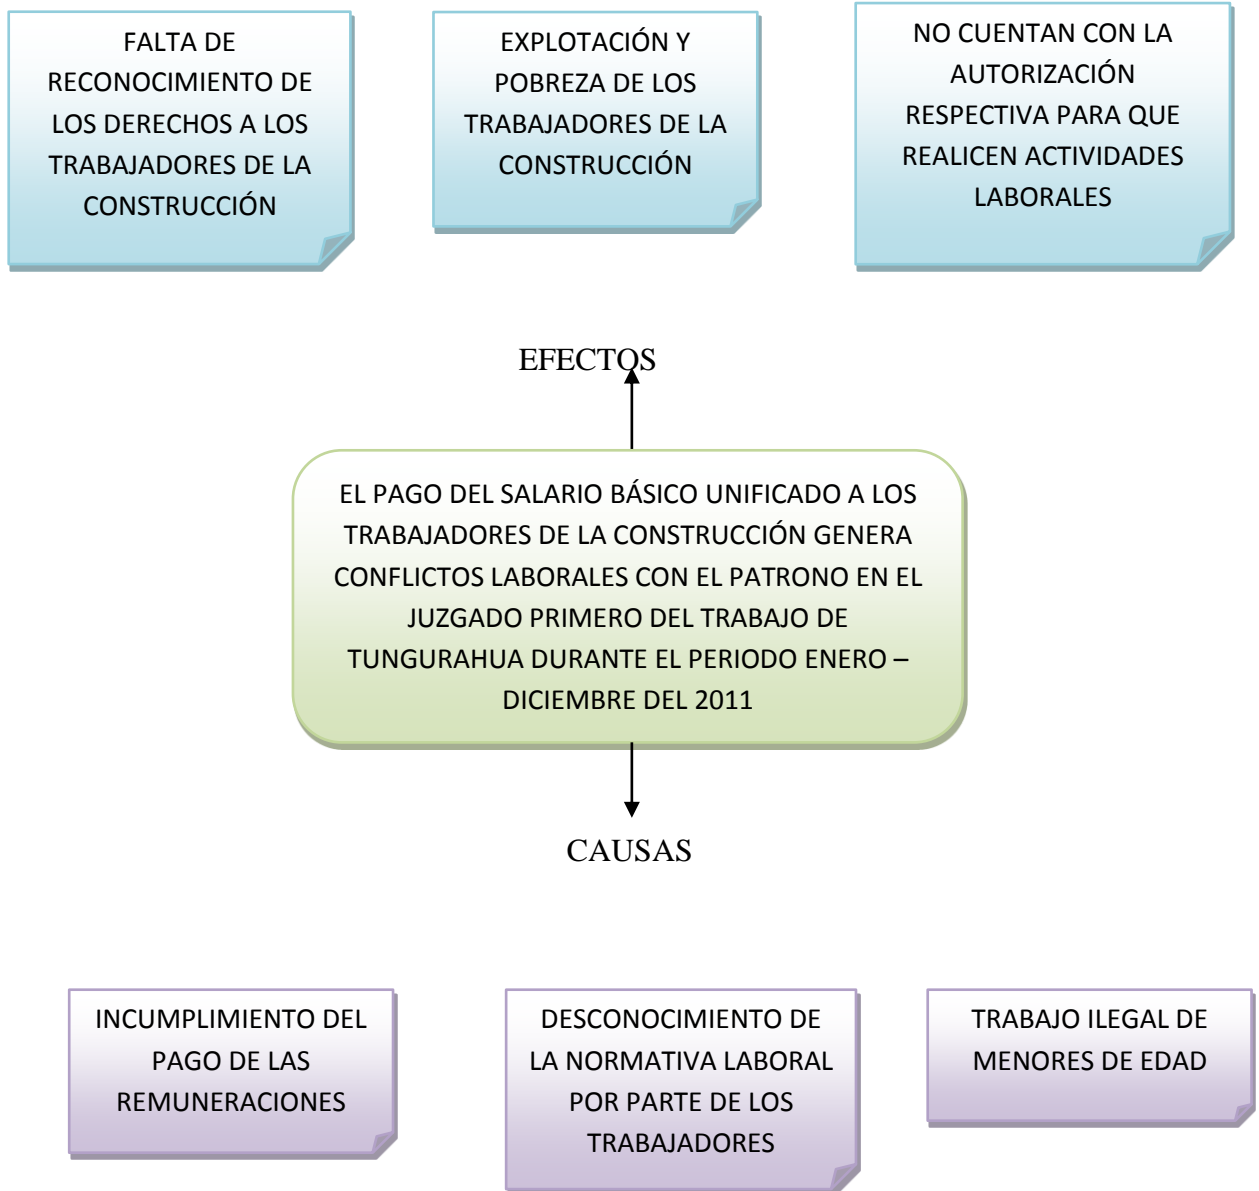 FALTA DE
RECONOCIMIENTO DE
LOS DERECHOS A LOS
TRABAJADORES DE LA
CONSTRUCCIÓN
EXPLOTACIÓN Y
POBREZA DE LOS
TRABAJADORES DE LA
CONSTRUCCIÓN
NO CUENTAN CON LA
AUTORIZACIÓN
RESPECTIVA PARA QUE
REALICEN ACTIVIDADES
LABORALES
EFECTOS
EL PAGO DEL SALARIO BÁSICO UNIFICADO A LOS
TRABAJADORES DE LA CONSTRUCCIÓN GENERA
CONFLICTOS LABORALES CON EL PATRONO EN EL
JUZGADO PRIMERO DEL TRABAJO DE
TUNGURAHUA DURANTE EL PERIODO ENERO –
DICIEMBRE DEL 2011
CAUSAS
INCUMPLIMIENTO DEL
PAGO DE LAS
REMUNERACIONES
DESCONOCIMIENTO DE
LA NORMATIVA LABORAL
POR PARTE DE LOS
TRABAJADORES
TRABAJO ILEGAL DE
MENORES DE EDAD